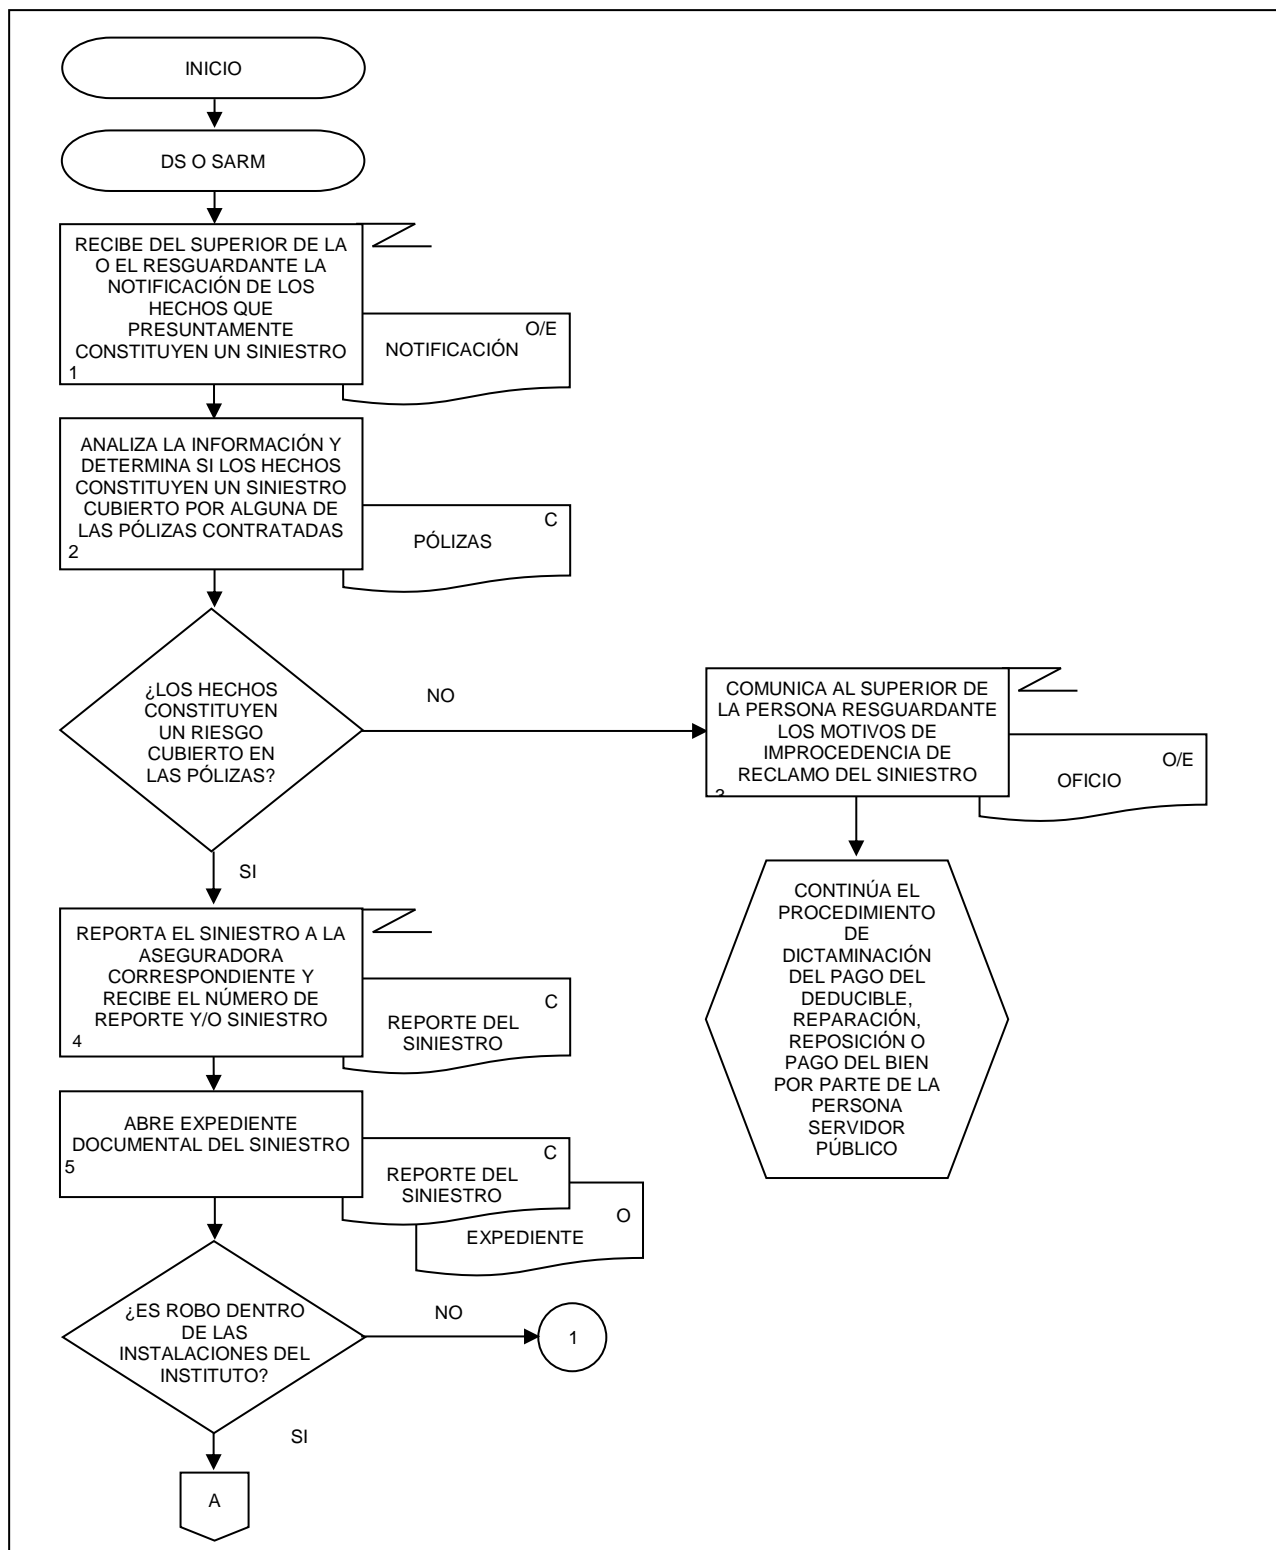 INICIO
DS O SARM
RECIBE DEL SUPERIOR DE LA
O EL RESGUARDANTE LA
NOTIFICACIÓN DE LOS
HECHOS QUE
PRESUNTAMENTE
CONSTITUYEN UN SINIESTRO
1
O/E
NOTIFICACIÓN
ANALIZA LA INFORMACIÓN Y
DETERMINA SI LOS HECHOS
CONSTITUYEN UN SINIESTRO
CUBIERTO POR ALGUNA DE
LAS PÓLIZAS CONTRATADAS
2
C
PÓLIZAS
¿LOS HECHOS
CONSTITUYEN
UN RIESGO
CUBIERTO EN
LAS PÓLIZAS?
NO
COMUNICA AL SUPERIOR DE
LA PERSONA RESGUARDANTE
LOS MOTIVOS DE
IMPROCEDENCIA DE
RECLAMO DEL SINIESTRO
3
O/E
OFICIO
CONTINÚA EL
PROCEDIMIENTO
DE
DICTAMINACIÓN
DEL PAGO DEL
DEDUCIBLE,
REPARACIÓN,
REPOSICIÓN O
PAGO DEL BIEN
POR PARTE DE LA
PERSONA
SERVIDOR
PÚBLICO
SI
REPORTA EL SINIESTRO A LA
ASEGURADORA
CORRESPONDIENTE Y
RECIBE EL NÚMERO DE
REPORTE Y/O SINIESTRO
4
C
REPORTE DEL
SINIESTRO
ABRE EXPEDIENTE
DOCUMENTAL DEL SINIESTRO
5
C
REPORTE DEL
SINIESTRO
O
EXPEDIENTE
¿ES ROBO DENTRO
DE LAS
INSTALACIONES DEL
INSTITUTO?
NO
1
SI
A